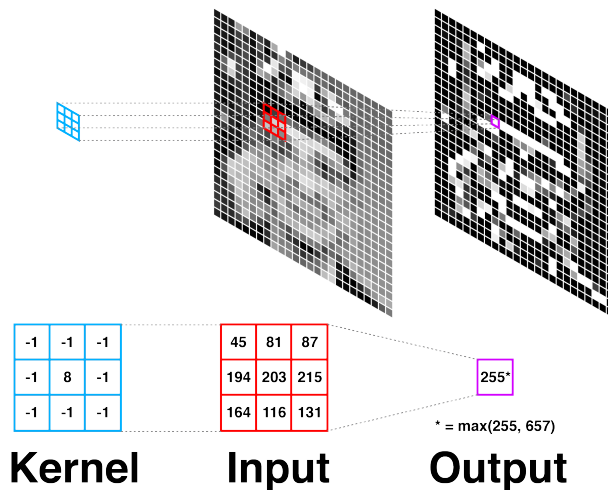 -1 -1 -1 45 81 87
-1 8 -1 194 203 215 255*
-1 -1 -1 164 116 131
* = max(255, 657)
Kernel Input Output